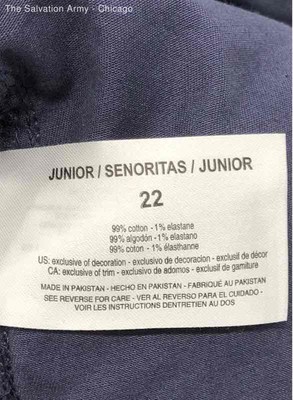 The Salvation Army - Chicago
JUNIOR / SENORITAS / JUNIOR
22
99% cotton - 1% elastane
99% algodón - 1% elastano
99% coton - 1% élasthanne
US: exclusive of decoration - exclusivo de decoracion - exclusif de décor
CA: exclusive of trim - exclusivo de adornos - exclusif de garniture
MADE IN PAKISTAN - HECHO EN PAKISTAN - FABRIQUÉ AU PAKISTAN
SEE REVERSE FOR CARE - VER AL REVERSO PARA EL CUIDADO -
VOIR LES INSTRUCTIONS DENTRETIEN AU DOS